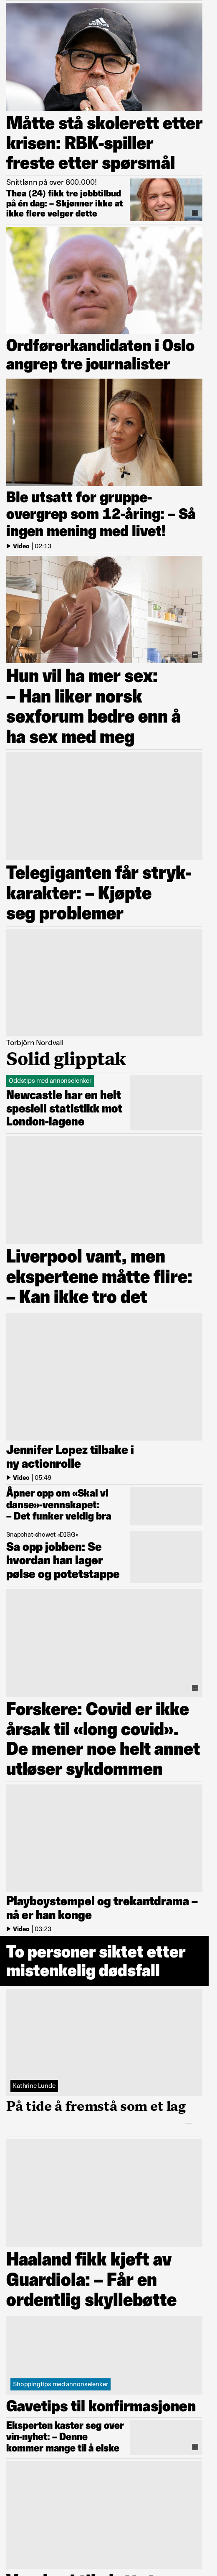 Måtte stå skolerett etter
krisen: RBK-spiller
freste etter spørsmål
Snittlønn på over 800.000!
Thea (24) fikk tre jobbtilbud
på én dag: – Skjønner ikke at
ikke flere velger dette
Ordførerkandidaten i Oslo
angrep tre journalister
Ble utsatt for gruppe-
overgrep som 12-åring: – Så
ingen mening med livet!
Video | 02:13
Hun vil ha mer sex:
– Han liker norsk
sexforum bedre enn å
ha sex med meg
Telegiganten får stryk-
karakter: – Kjøpte
seg problemer
Torbjörn Nordvall
Solid glipptak
Oddstips med annonselenker
Newcastle har en helt
spesiell statistikk mot
London-lagene
Liverpool vant, men
ekspertene måtte flire:
– Kan ikke tro det
Jennifer Lopez tilbake i
ny actionrolle
Video | 05:49
Åpner opp om «Skal vi
danse»-vennskapet:
– Det funker veldig bra
Snapchat-showet «DIGG»
Sa opp jobben: Se
hvordan han lager
pølse og potetstappe
Forskere: Covid er ikke
årsak til «long covid».
De mener noe helt annet
utløser sykdommen
Playboystempel og trekantdrama –
nå er han konge
Video | 03:23
To personer siktet etter
mistenkelig dødsfall
Kathrine Lunde
På tide å fremstå som et lag
Haaland fikk kjeft av
Guardiola: – Får en
ordentlig skyllebøtte
Shoppingtips med annonselenker
Gavetips til konfirmasjonen
Eksperten kaster seg over
vin-nyhet: – Denne
kommer mange til å elske